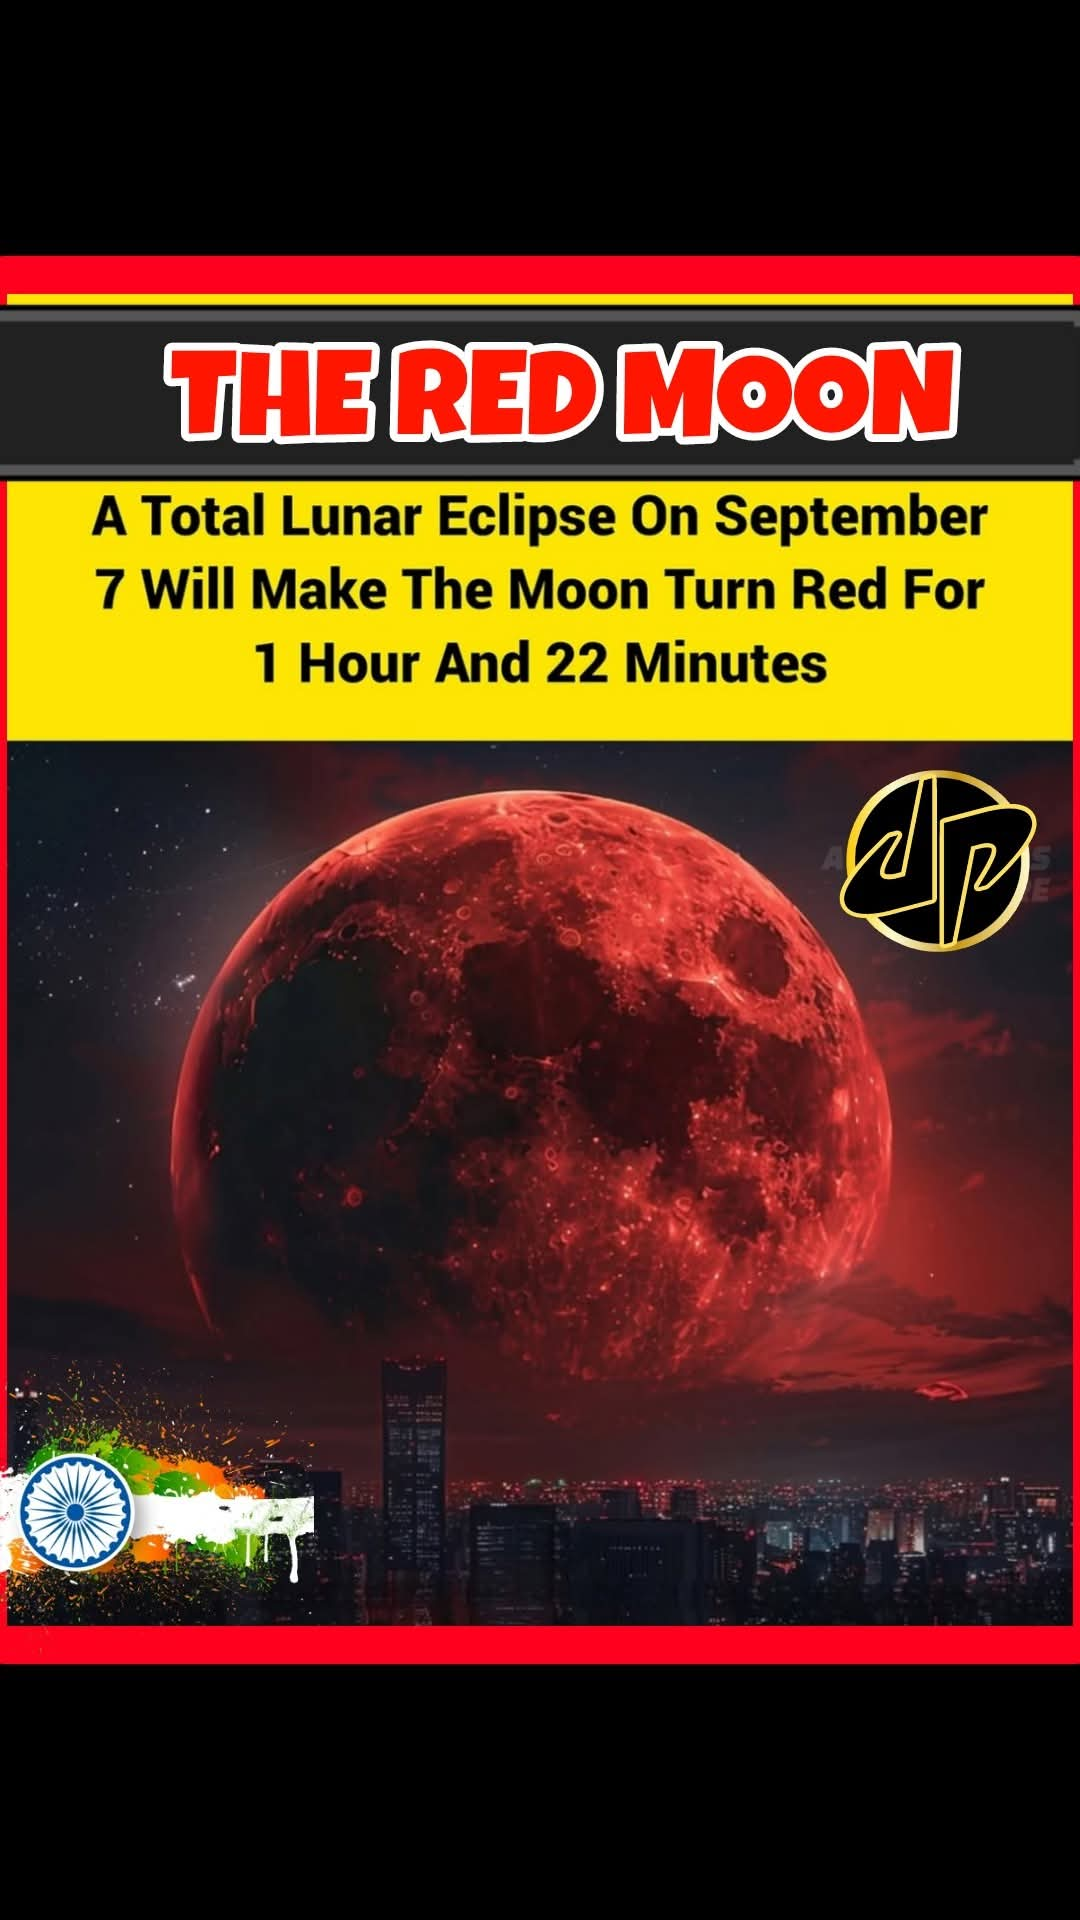 THE RED MOON
A Total Lunar Eclipse On September
7 Will Make The Moon Turn Red For
1 Hour And 22 Minutes
dp